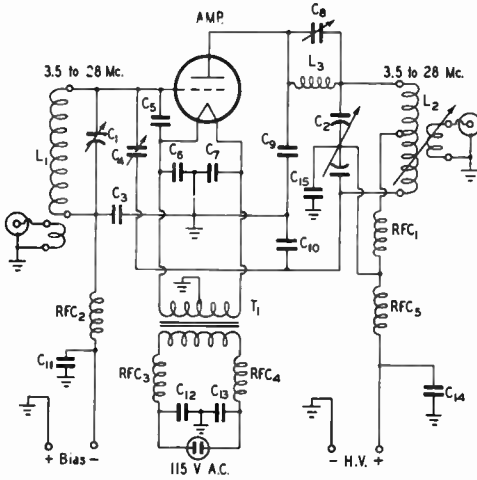 AMP.
C8
3.5 to 28 Mc.
L3
3.5 to 28 Mc.
C5
L2
C1
C4
C2
L1
C6
C7
C9
C15
C3
C10
RFC1
T1
RFC2
RFC5
RFC3
RFC4
C11
C12
C13
C14
+ Bias -
115 V A.C.
- H.V. +